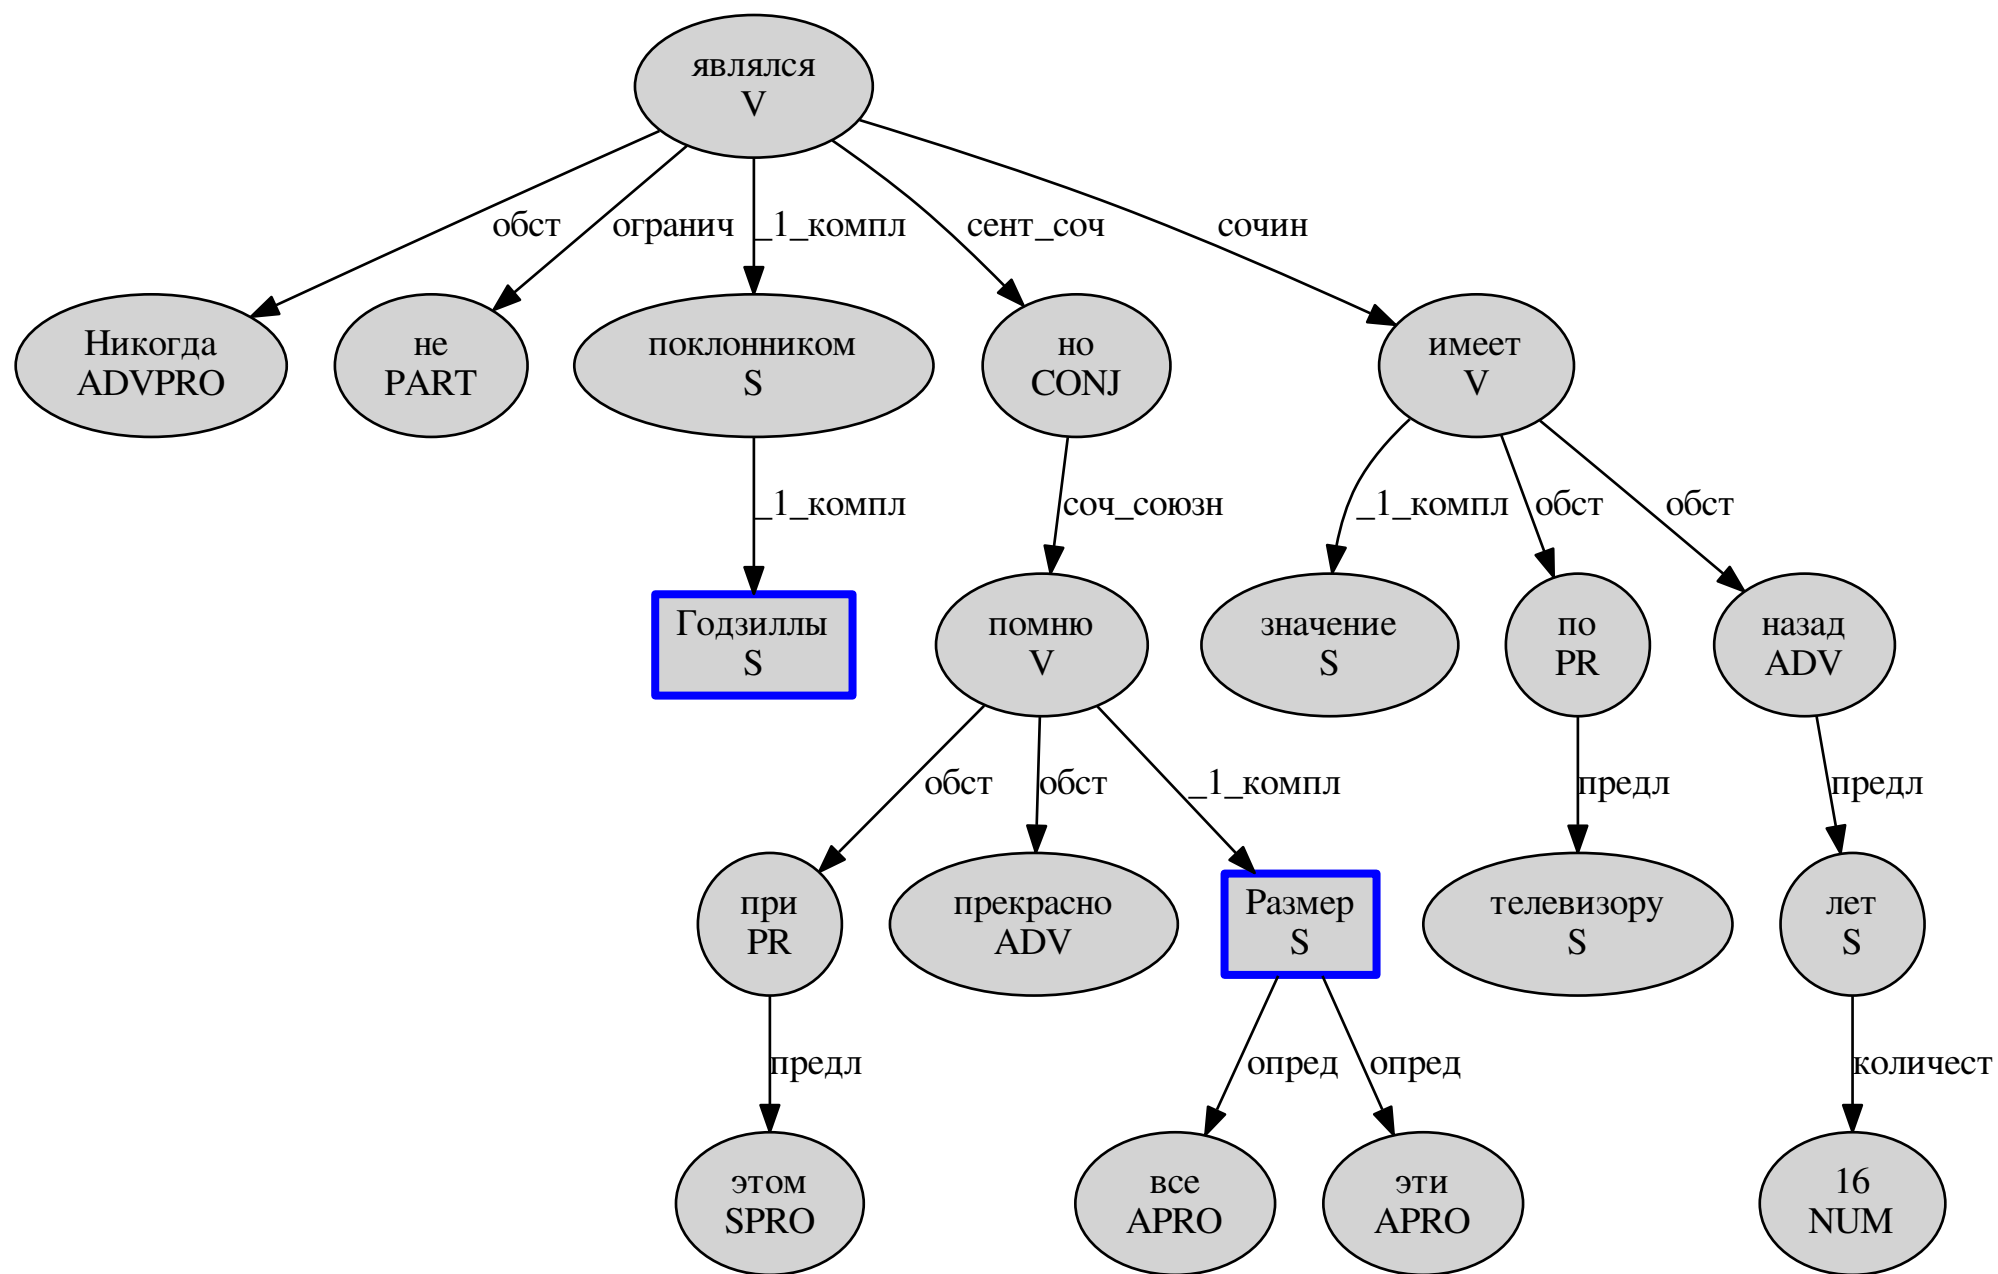 являлся
V
обст
огранич
_1_компл
сент_соч
сочин
Никогда
ADVPRO
не
PART
поклонником
S
но
CONJ
имеет
V
_1_компл
соч_союзн
_1_компл
обст
обст
Годзиллы
S
помню
V
значение
S
по
PR
назад
ADV
обст
обст
_1_компл
предл
предл
при
PR
прекрасно
ADV
Размер
S
телевизору
S
лет
S
предл
опред
опред
количест
этом
SPRO
все
APRO
эти
APRO
16
NUM